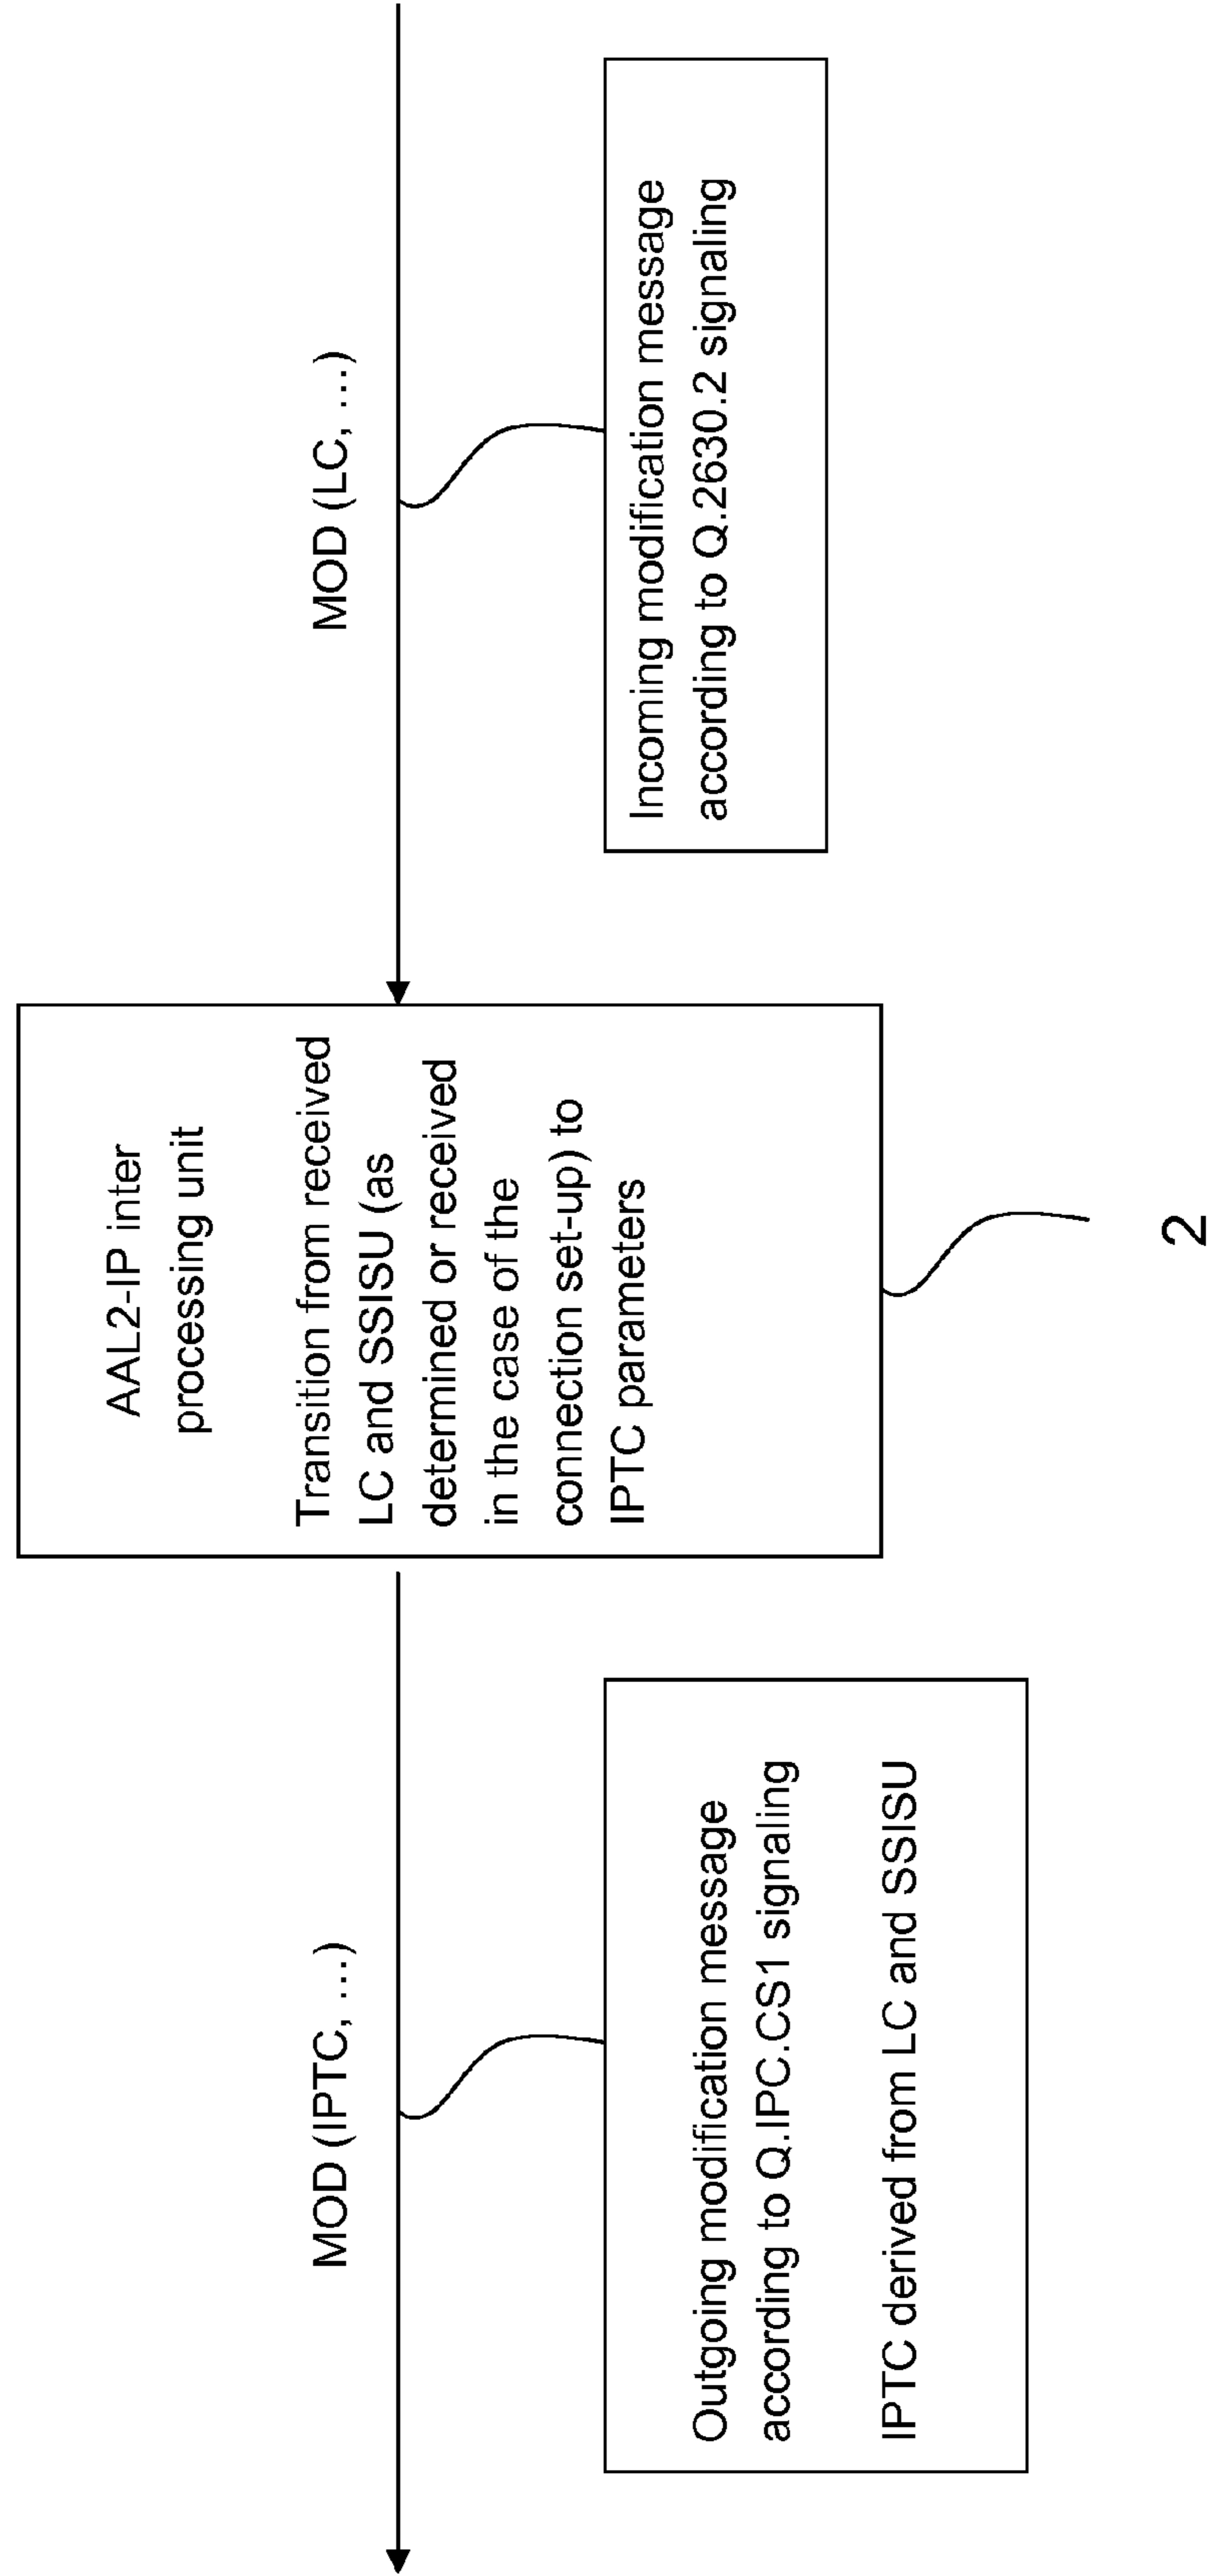 MOD (IPTC, ...)
Outgoing modification message
according to Q.IPC.CS1 signaling
IPTC derived from LC and SSISU
AAL2-IP inter
processing unit
Transition from received
LC and SSISU (as
determined or received
in the case of the
connection set-up) to
IPTC parameters
2
MOD (LC, ...)
Incoming modification message
according to Q.2630.2 signaling